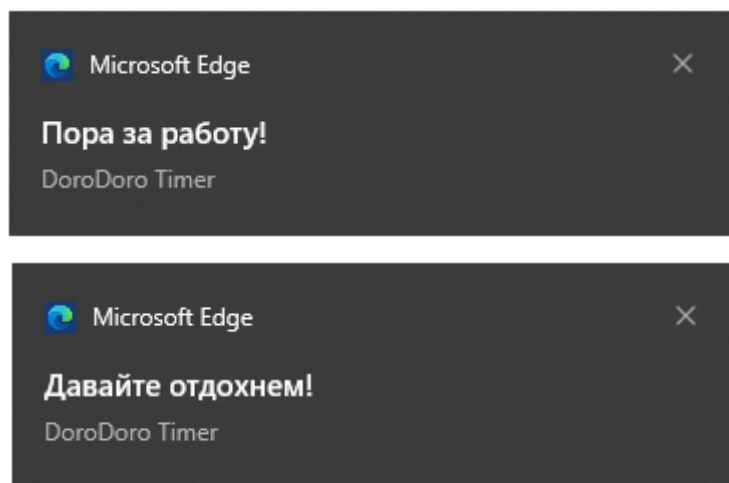 Microsoft Edge
Пора за работу!
DoroDoro Timer
Microsoft Edge
Давайте отдохнем!
DoroDoro Timer